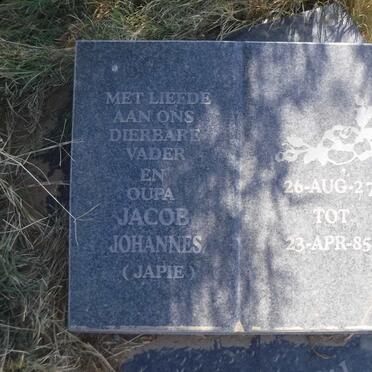 MET LIEFDE
AAN ONS
DIERBARE
VADER
EN
OUPA
JACOB
JOHANNES
(JAPIE)
26-AUG-27
TOT
23-APR-85